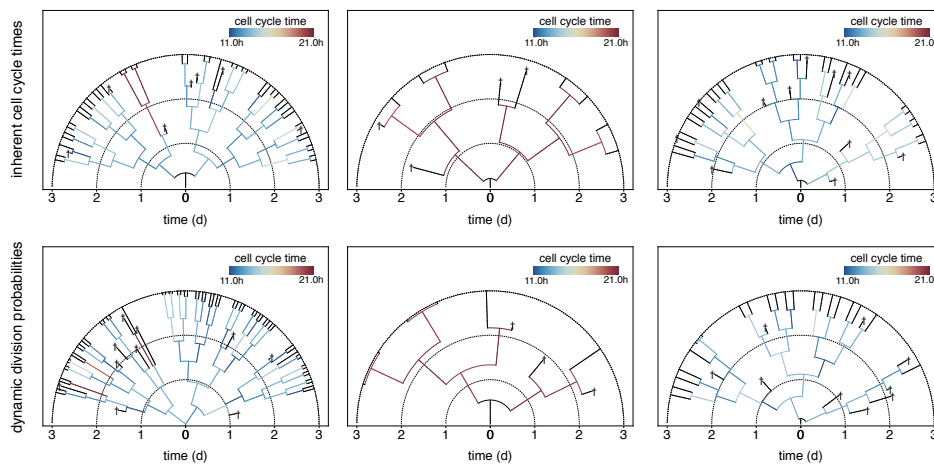 inherent cell cycle times
cell cycle time
11.0h 21.0h
† † † † † † †
3 2 1 0 1 2 3
time (d)
cell cycle time
11.0h 21.0h
† † † †
3 2 1 0 1 2 3
time (d)
cell cycle time
11.0h 21.0h
† † † † † † † † †
3 2 1 0 1 2 3
time (d)
dynamic division probabilities
cell cycle time
11.0h 21.0h
† † † † † † †
3 2 1 0 1 2 3
time (d)
cell cycle time
11.0h 21.0h
† † †
3 2 1 0 1 2 3
time (d)
cell cycle time
11.0h 21.0h
† † † † † † † †
3 2 1 0 1 2 3
time (d)